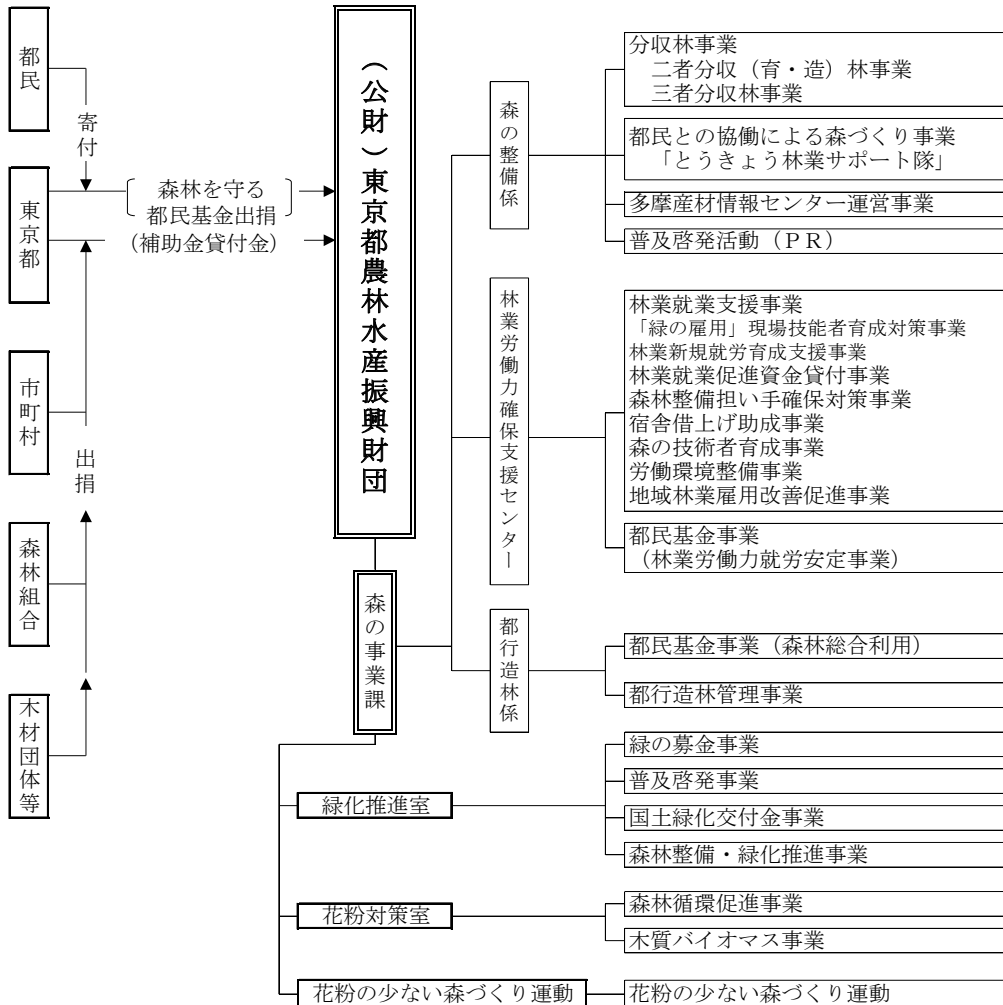 都民
寄付
東京都
森林を守る
都民基金出捐
(補助金貸付金)
市町村
出捐
森林組合
木材団体等
（公財）東京都農林水産振興財団
森の事業課
森の整備係
分収林事業
二者分収（育・造）林事業
三者分収林事業
都民との協働による森づくり事業
「とうきょう林業サポート隊」
多摩産材情報センター運営事業
普及啓発活動（ＰＲ）
林業労働力確保支援センター
林業就業支援事業
「緑の雇用」現場技能者育成対策事業
林業新規就労育成支援事業
林業就業促進資金貸付事業
森林整備担い手確保対策事業
宿舎借上げ助成事業
森の技術者育成事業
労働環境整備事業
地域林業雇用改善促進事業
都民基金事業
（林業労働力就労安定事業）
都行造林係
都民基金事業（森林総合利用）
都行造林管理事業
緑化推進室
緑の募金事業
普及啓発事業
国土緑化交付金事業
森林整備・緑化推進事業
花粉対策室
森林循環促進事業
木質バイオマス事業
花粉の少ない森づくり運動
花粉の少ない森づくり運動